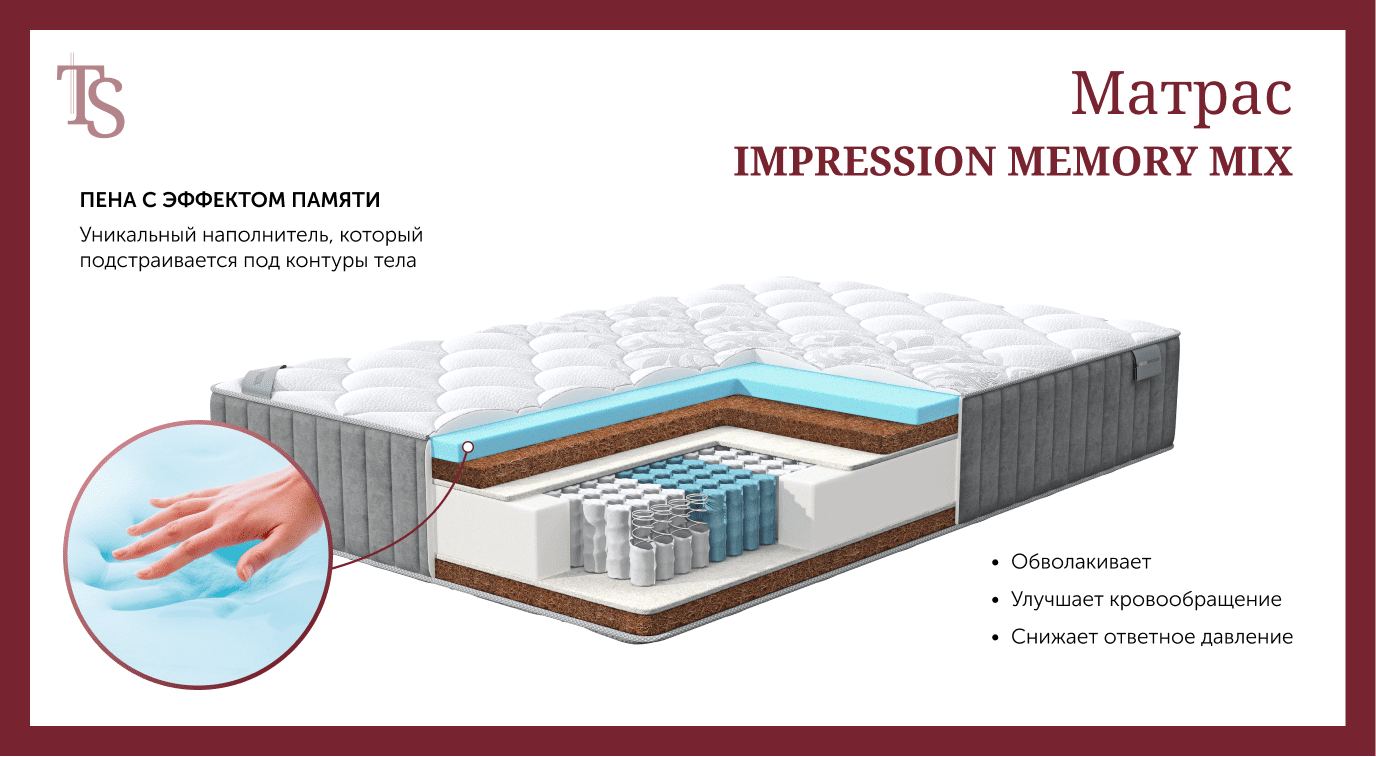 TS
Матрас
IMPRESSION MEMORY MIX
ПЕНА С ЭФФЕКТОМ ПАМЯТИ
Уникальный наполнитель, который
подстраивается под контуры тела
• Обволакивает
• Улучшает кровообращение
• Снижает ответное давление